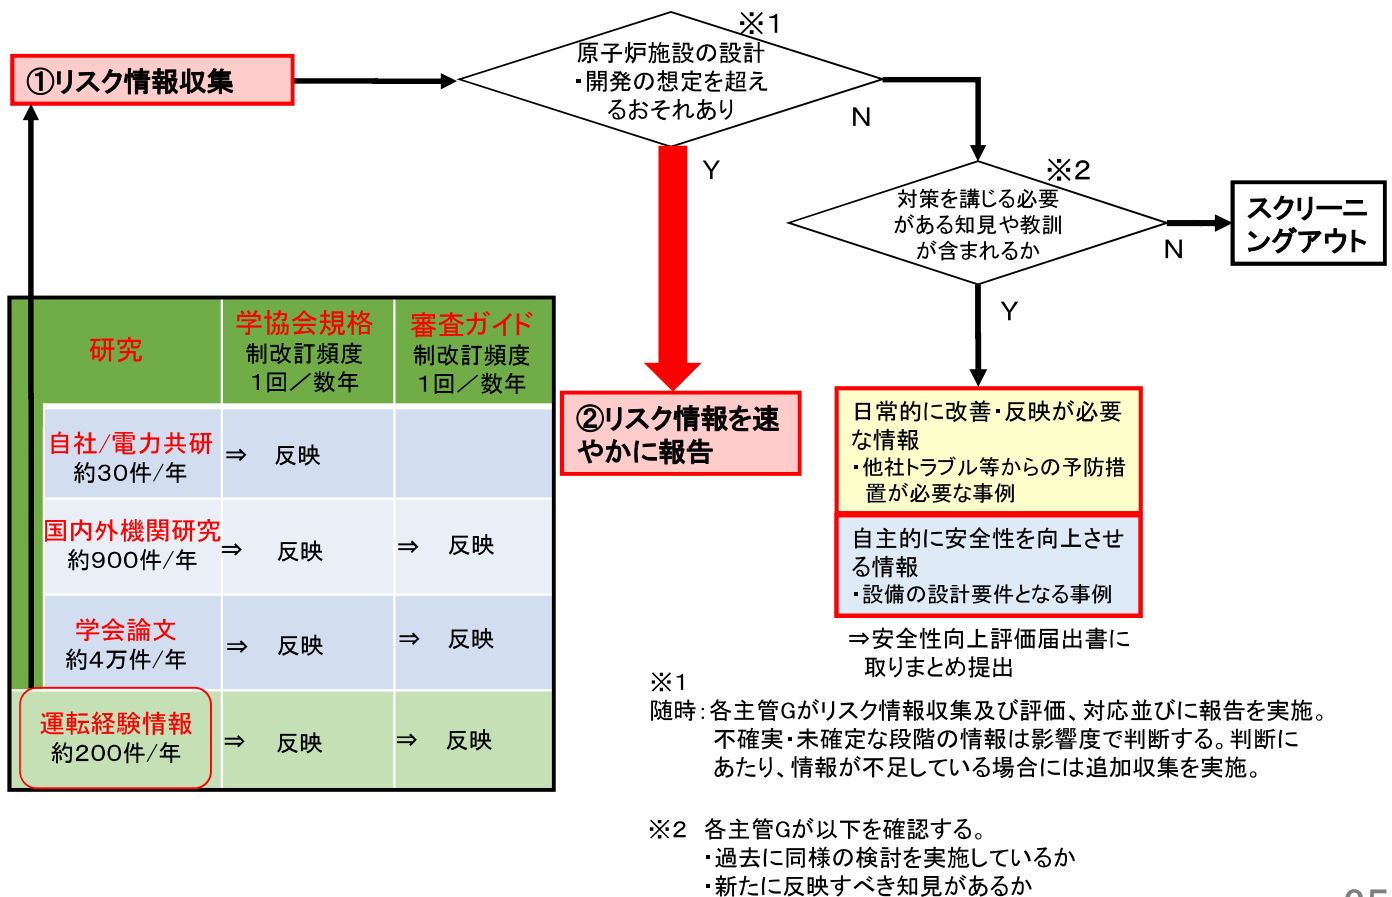 ①リスク情報収集
※1
原子炉施設の設計
・開発の想定を超え
るおそれあり
N
Y
※2
対策を講じる必要
がある知見や教訓
が含まれるか
N
Y
スクリーニ
ングアウト
②リスク情報を速
やかに報告
日常的に改善・反映が必要
な情報
・他社トラブル等からの予防措
置が必要な事例
自主的に安全性を向上させ
る情報
・設備の設計要件となる事例
⇒安全性向上評価届出書に
取りまとめ提出
研究
学協会規格
制改訂頻度
1回／数年
審査ガイド
制改訂頻度
1回／数年
自社/電力共研
約30件/年
⇒ 反映
国内外機関研究
約900件/年
⇒ 反映
⇒ 反映
学会論文
約4万件/年
⇒ 反映
⇒ 反映
運転経験情報
約200件/年
⇒ 反映
⇒ 反映
※1
随時：各主管Gがリスク情報収集及び評価、対応並びに報告を実施。
不確実・未確定な段階の情報は影響度で判断する。判断に
あたり、情報が不足している場合には追加収集を実施。
※2 各主管Gが以下を確認する。
・過去に同様の検討を実施しているか
・新たに反映すべき知見があるか